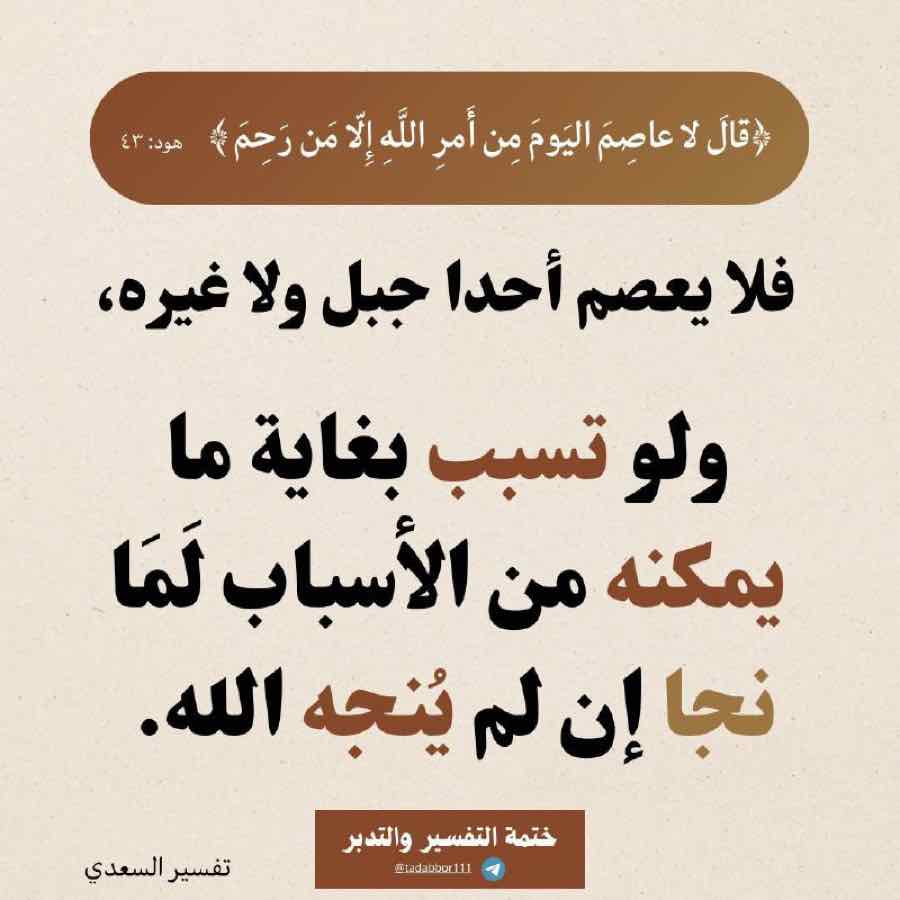 ﴿قالَ لا عاصِمَ اليَومَ مِن أَمرِ اللَّهِ إِلّا مَن رَحِمَ﴾ هود: ٤٣
فلا يعصم أحدا جبل ولا غيره،
ولو تسبب بغاية ما
يمكنه من الأسباب لَمَا
نجا إن لم يُنجه الله.
ختمة التفسير والتدبر
@tadabbor111
تفسير السعدي